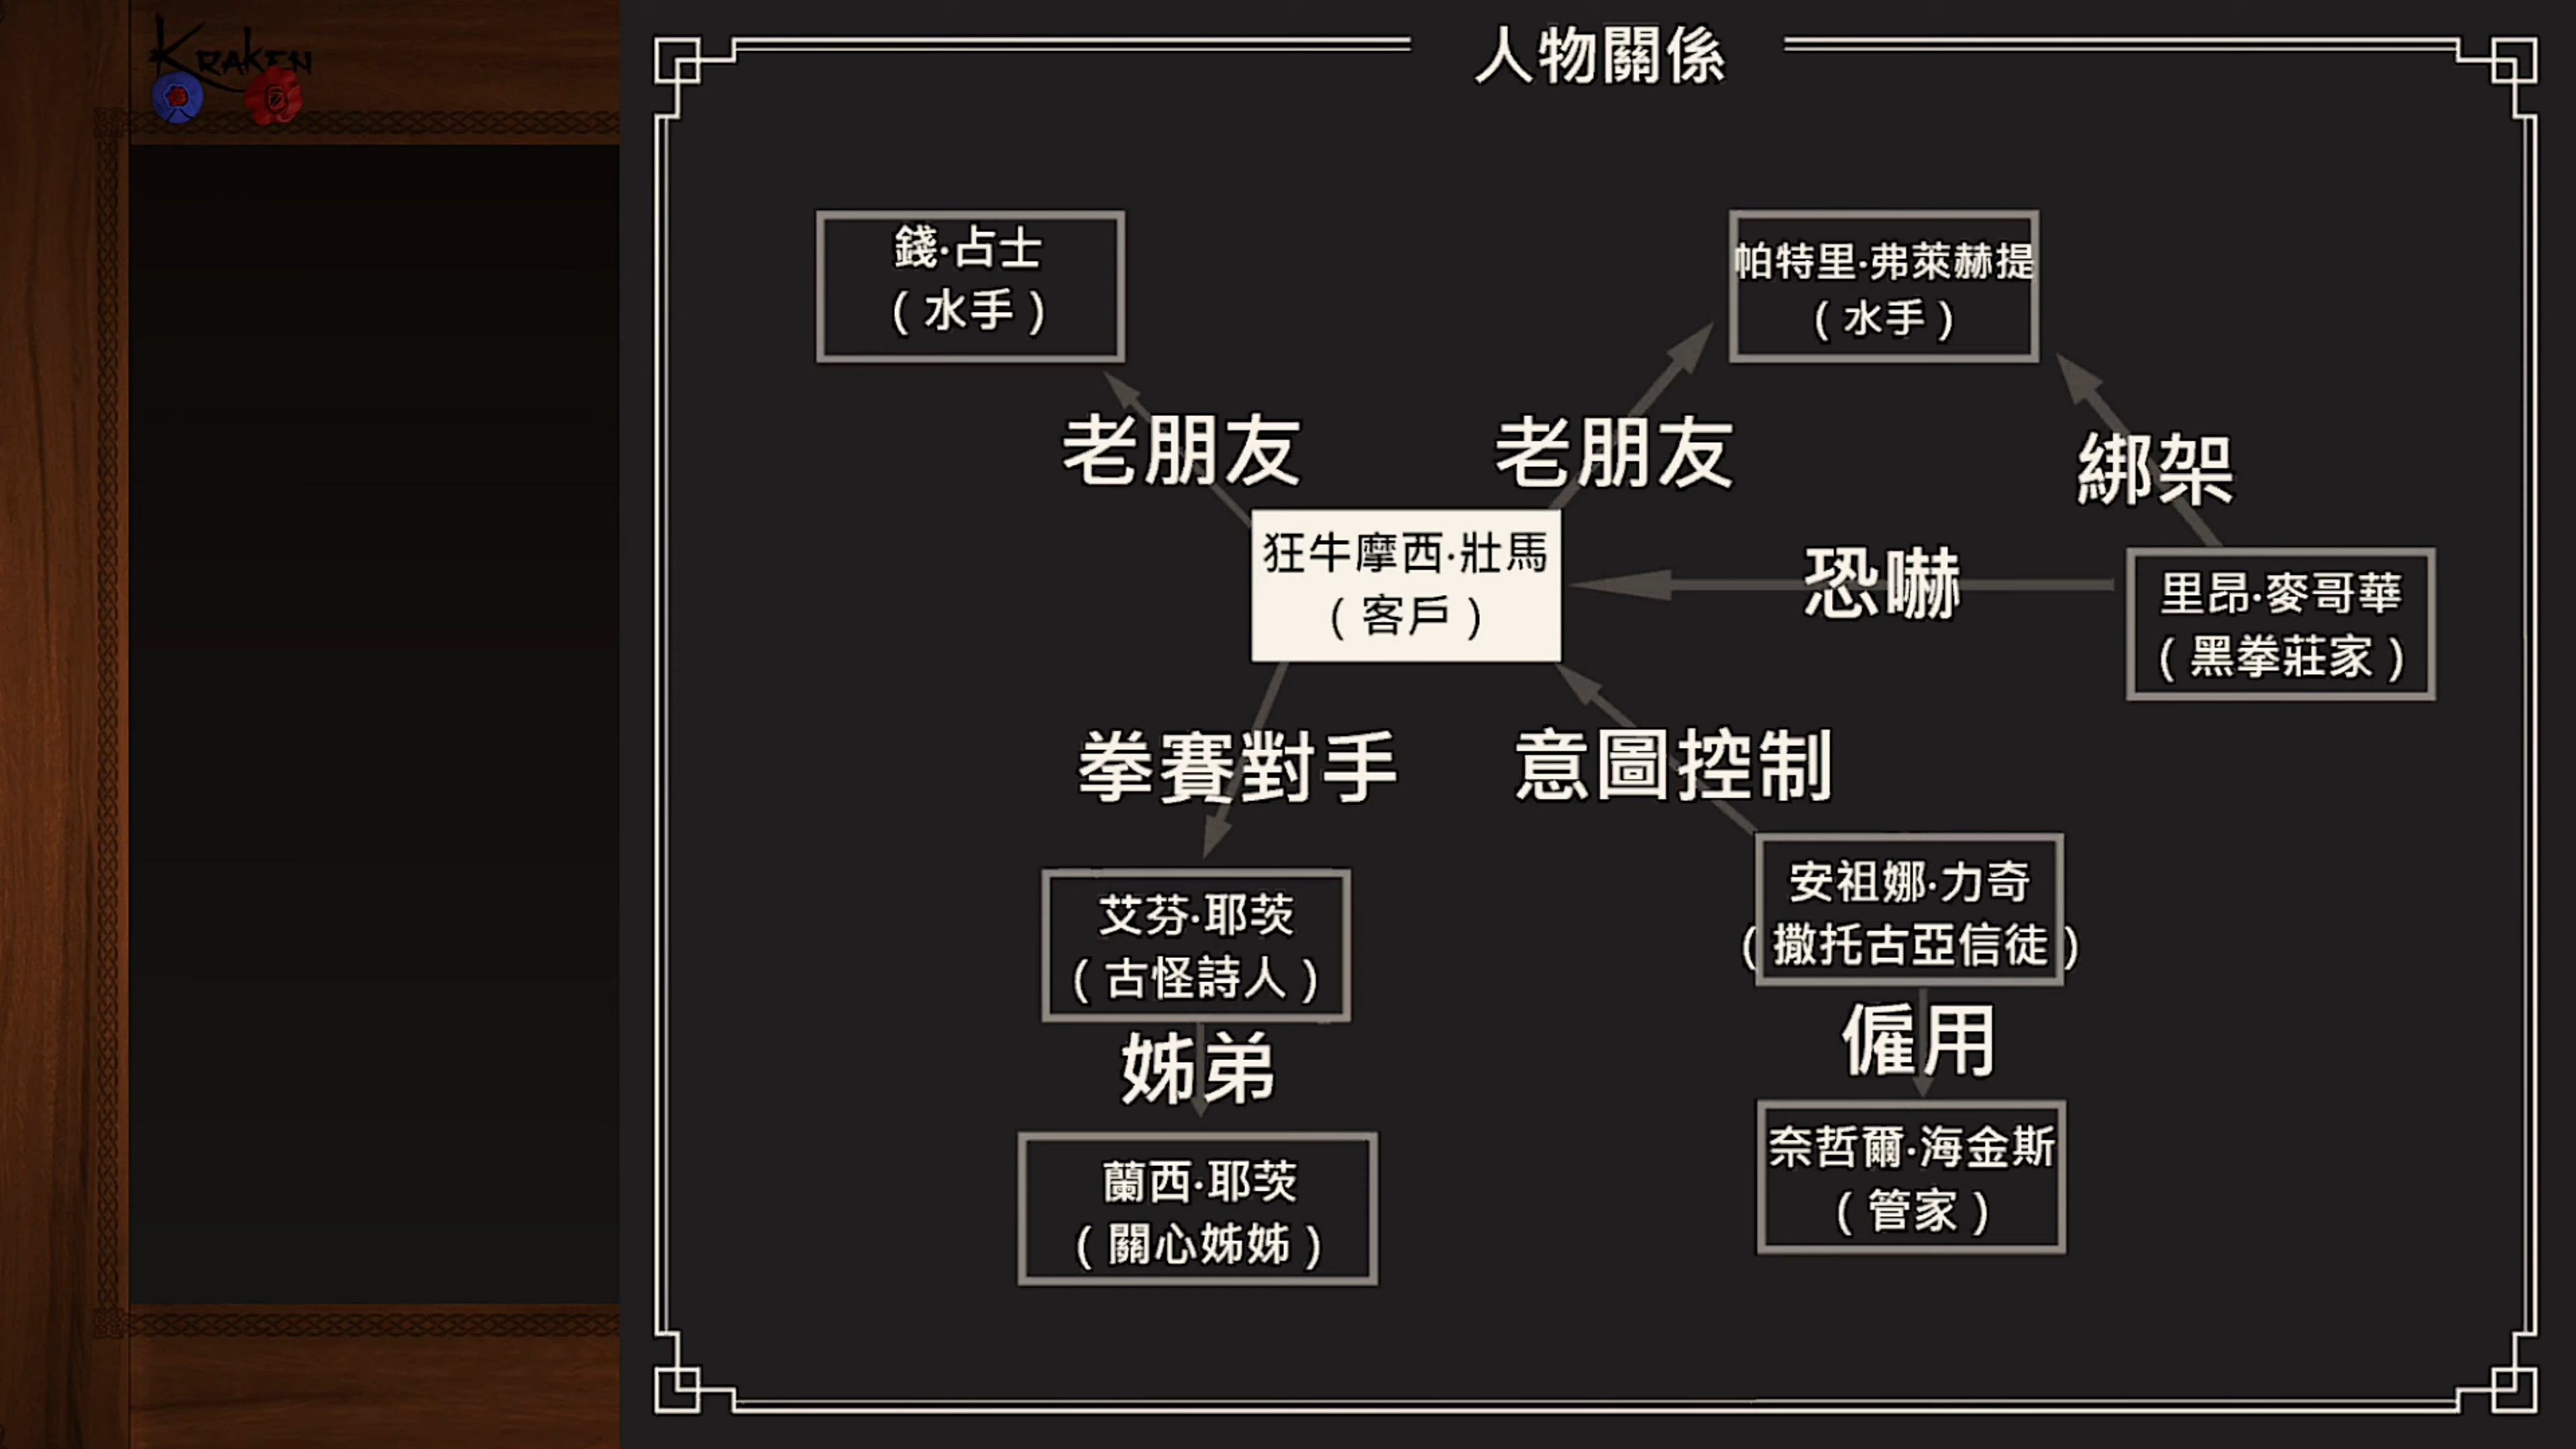 KRAKEN
人物關係
錢·占士
（水手）
帕特里·弗萊赫提
（水手）
老朋友
老朋友
綁架
狂牛摩西·壯馬
（客戶）
恐嚇
里昂·麥哥華
（黑拳莊家）
拳賽對手
意圖控制
艾芬·耶茨
（古怪詩人）
安祖娜·力奇
（撒托古亞信徒）
姊弟
僱用
蘭西·耶茨
（關心姊姊）
奈哲爾·海金斯
（管家）